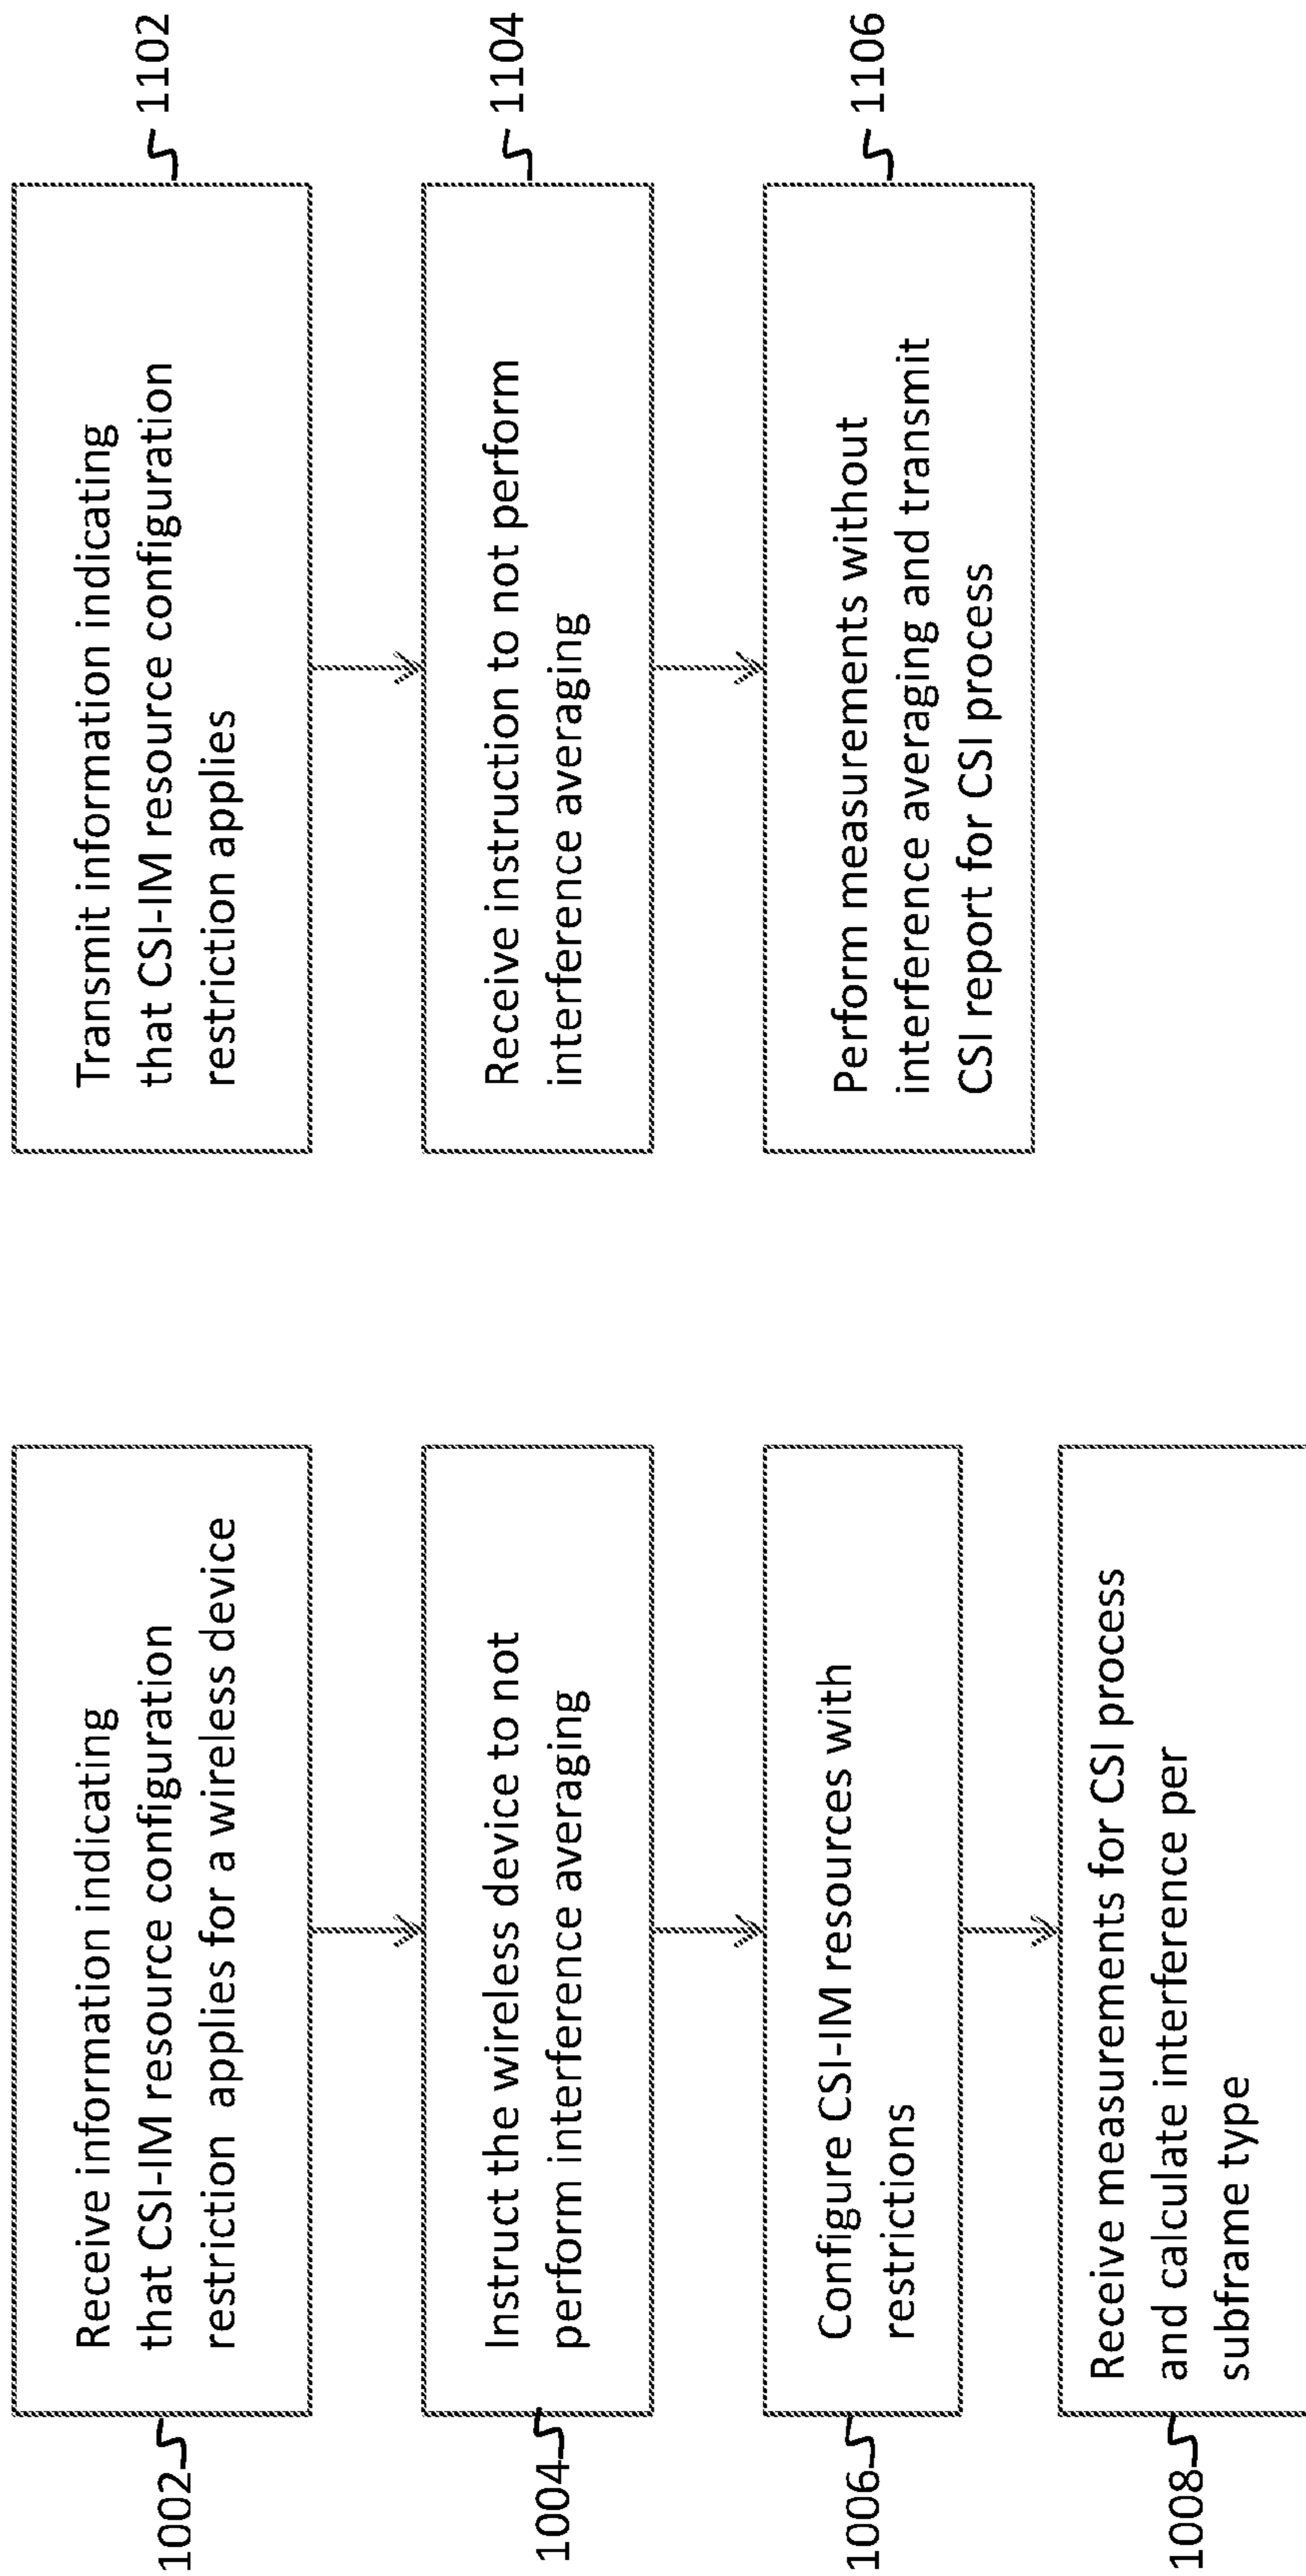 1002
Receive information indicating
that CSI-IM resource configuration
restriction applies for a wireless device
1004
Instruct the wireless device to not
perform interference averaging
1006
Configure CSI-IM resources with
restrictions
1008
Receive measurements for CSI process
and calculate interference per
subframe type
Transmit information indicating
that CSI-IM resource configuration
restriction applies
1102
Receive instruction to not perform
interference averaging
1104
Perform measurements without
interference averaging and transmit
CSI report for CSI process
1106